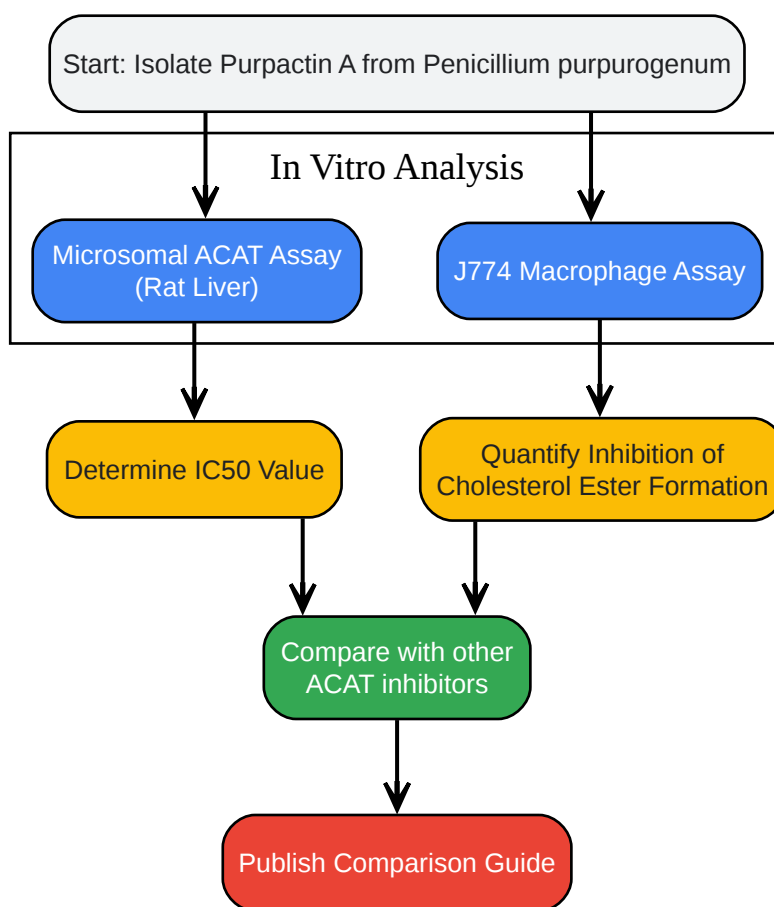 Start: Isolate Purpactin A from Penicillium purpurogenum
In Vitro Analysis
Microsomal ACAT Assay
(Rat Liver)
J774 Macrophage Assay
Determine IC50 Value
Quantify Inhibition of
Cholesterol Ester Formation
Compare with other
ACAT inhibitors
Publish Comparison Guide